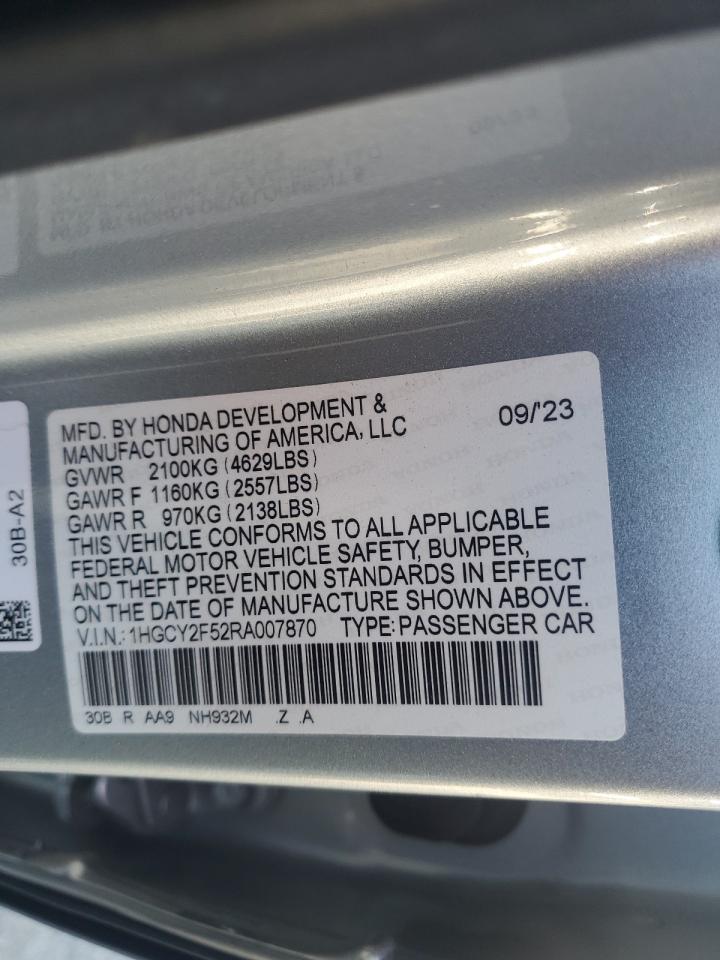 MFD. BY HONDA DEVELOPMENT &
MANUFACTURING OF AMERICA, LLC 09/'23
GVWR 2100KG (4629LBS)
GAWR F 1160KG (2557LBS)
GAWR R 970KG (2138LBS)
THIS VEHICLE CONFORMS TO ALL APPLICABLE
FEDERAL MOTOR VEHICLE SAFETY, BUMPER,
AND THEFT PREVENTION STANDARDS IN EFFECT
ON THE DATE OF MANUFACTURE SHOWN ABOVE.
V.I.N.: 1HGCY2F52RA007870 TYPE: PASSENGER CAR
30B R AA9 NH932M .Z .A
30B-A2